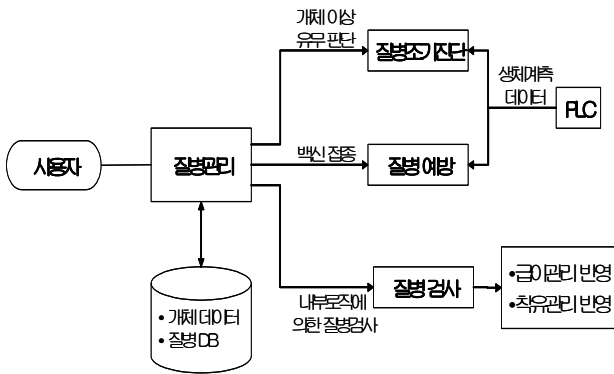 개체 이상
유무 판단
질병조기진단
생체계측
데이터
PLC
사용자
질병관리
백신 접종
질병 예방
• 개체 데이터
• 질병 DB
내부로직에
의한 질병검사
질병 검사
•급이관리 반영
•착유관리 반영